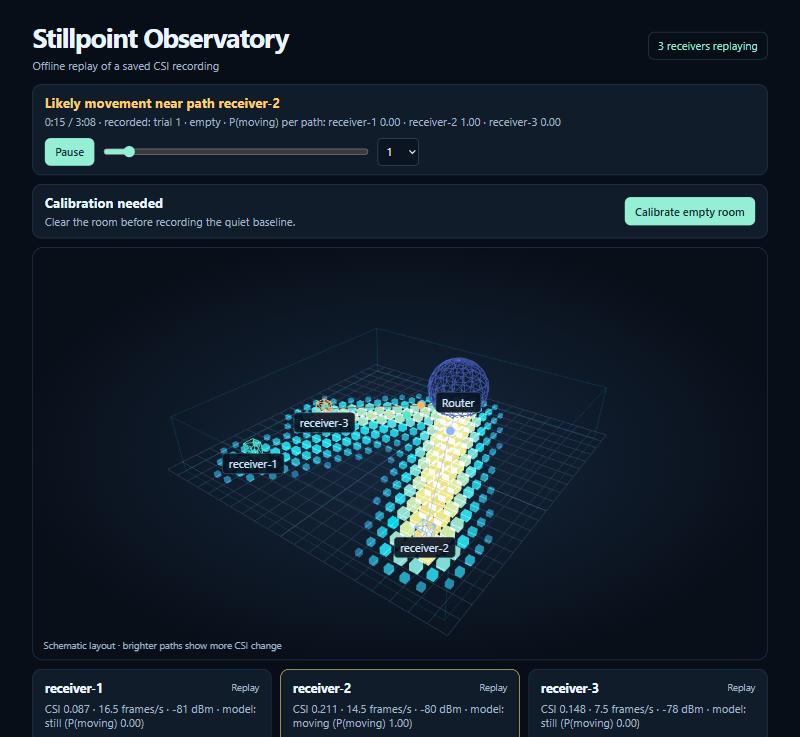 Stillpoint Observatory
3 receivers replaying
Offline replay of a saved CSI recording
Likely movement near path receiver-2
0:15 / 3:08 · recorded: trial 1 · empty · P(moving) per path: receiver-1 0.00 · receiver-2 1.00 · receiver-3 0.00
Pause
1
Calibration needed
Clear the room before recording the quiet baseline.
Calibrate empty room
Router
receiver-3
receiver-1
receiver-2
Schematic layout · brighter paths show more CSI change
receiver-1
Replay
CSI 0.087 · 16.5 frames/s · -81 dBm · model:
still (P(moving) 0.00)
receiver-2
Replay
CSI 0.211 · 14.5 frames/s · -80 dBm · model:
moving (P(moving) 1.00)
receiver-3
Replay
CSI 0.148 · 7.5 frames/s · -78 dBm · model:
still (P(moving) 0.00)